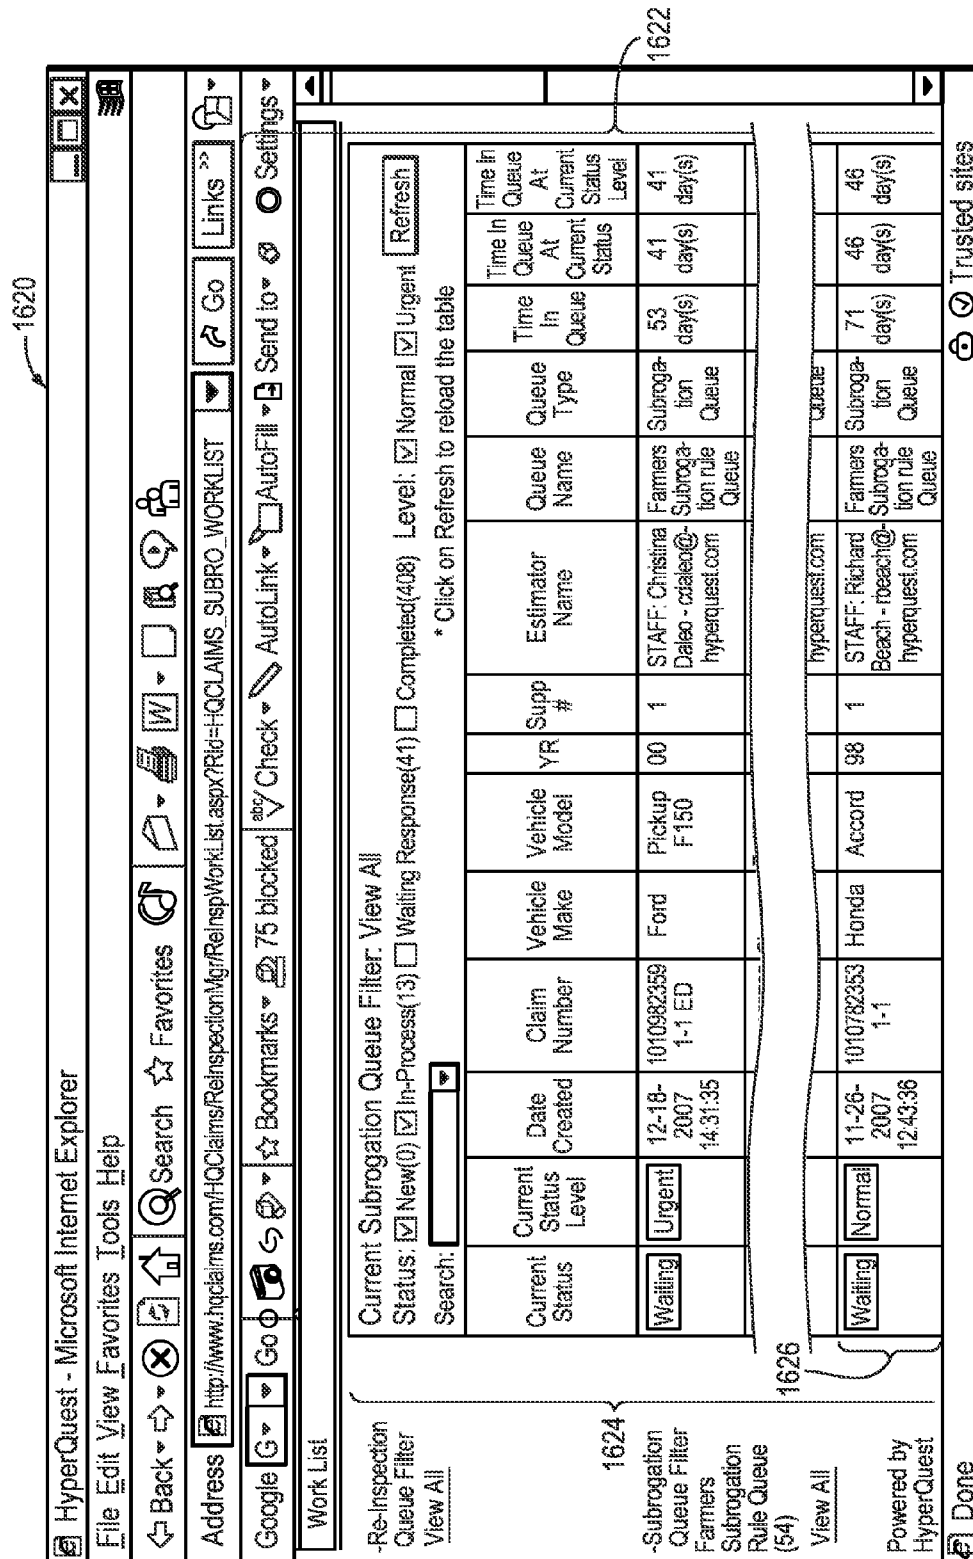 1620
HyperQuest - Microsoft Internet Explorer
File Edit View Favorites Tools Help
Back Search Favorites W
Address http://www.hqclaims.com/HQClaims/ReInspectionMgr/ReInspWorkList.aspx?Rid=HQCLAIMS_SUBRO_WORKLIST Go Links >>
Google G Go Bookmarks 75 blocked abc Check AutoLink AutoFill Send to Settings
Work List
1622
-Re-Inspection
Queue Filter
View All
1624
-Subrogation
Queue Filter
Farmers
Subrogation
Rule Queue
(54)
View All
Powered by
HyperQuest
Current Subrogation Queue Filter: View All
Status: New(0) In-Process(13) Waiting Response(41) Completed(408) Level: Normal Urgent Refresh
Search: * Click on Refresh to reload the table
Current Status | Current Status Level | Date Created | Claim Number | Vehicle Make | Vehicle Model | YR | Supp # | Estimator Name | Queue Name | Queue Type | Time In Queue | Time In Queue At Current Status | Time In Queue At Current Status Level
Waiting | Urgent | 12-18-2007 14:31:35 | 1010982359 1-1 ED | Ford | Pickup F150 | 00 | 1 | STAFF: Christina Daleo - cdaleo@-hyperquest.com | Farmers Subroga-tion rule Queue | Subroga-tion Queue | 53 day(s) | 41 day(s) | 41 day(s)
hyperquest.com Queue
1626
Waiting | Normal | 11-26-2007 12:43:36 | 1010782353 1-1 | Honda | Accord | 98 | 1 | STAFF: Richard Beach - rbeach@-hyperquest.com | Farmers Subroga-tion rule Queue | Subroga-tion Queue | 71 day(s) | 46 day(s) | 46 day(s)
Done Trusted sites